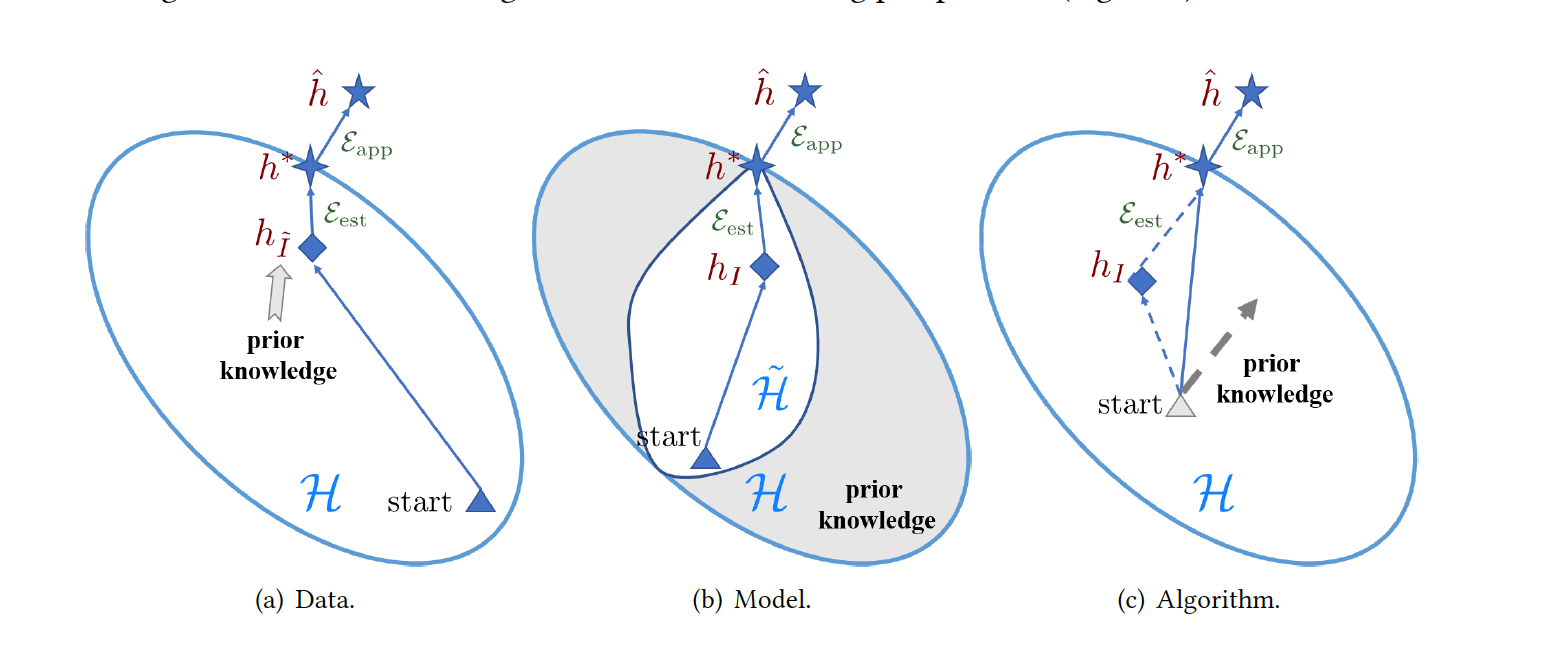 ĥ
ℰapp
h*
ℰest
h_Ĩ
prior
knowledge
ℋ
start
(a) Data.
ĥ
ℰapp
h*
ℰest
h_I
ℋ̃
start
ℋ
prior
knowledge
(b) Model.
ĥ
ℰapp
h*
ℰest
h_I
prior
knowledge
start
ℋ
(c) Algorithm.